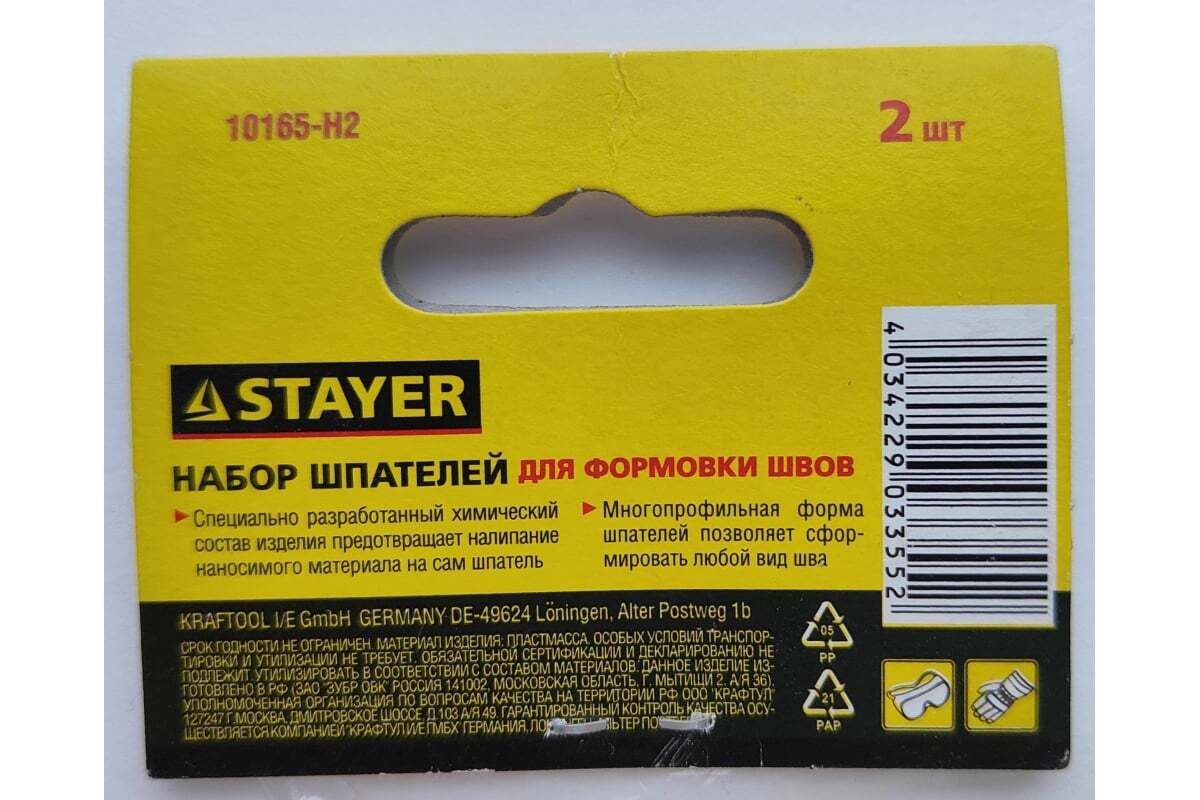 10165-H2
2 шт
STAYER
НАБОР ШПАТЕЛЕЙ ДЛЯ ФОРМОВКИ ШВОВ
Специально разработанный химический
состав изделия предотвращает налипание
наносимого материала на сам шпатель
Многопрофильная форма
шпателей позволяет сфор-
мировать любой вид шва
4 034229 033552
KRAFTOOL I/E GmbH GERMANY DE-49624 Löningen, Alter Postweg 1b
СРОК ГОДНОСТИ НЕ ОГРАНИЧЕН. МАТЕРИАЛ ИЗДЕЛИЯ: ПЛАСТМАССА. ОСОБЫХ УСЛОВИЙ ТРАНСПОР-
ТИРОВКИ И УТИЛИЗАЦИИ НЕ ТРЕБУЕТ. ОБЯЗАТЕЛЬНОЙ СЕРТИФИКАЦИИ И ДЕКЛАРИРОВАНИЮ НЕ
ПОДЛЕЖИТ. УТИЛИЗИРОВАТЬ В СООТВЕТСТВИИ С СОСТАВОМ МАТЕРИАЛОВ. ДАННОЕ ИЗДЕЛИЕ ИЗ-
ГОТОВЛЕНО В РФ (ЗАО "ЗУБР ОВК" РОССИЯ 141002, МОСКОВСКАЯ ОБЛАСТЬ, Г. МЫТИЩИ 2, А/Я 36).
УПОЛНОМОЧЕННАЯ ОРГАНИЗАЦИЯ ПО ВОПРОСАМ КАЧЕСТВА НА ТЕРРИТОРИИ РФ ООО "КРАФТУЛ"
127247 Г.МОСКВА, ДМИТРОВСКОЕ ШОССЕ, Д.103 А/Я 49. ГАРАНТИРОВАННЫЙ КОНТРОЛЬ КАЧЕСТВА ОСУ-
ЩЕСТВЛЯЕТСЯ КОМПАНИЕЙ "КРАФТУЛ И/Е ГМБХ" ГЕРМАНИЯ,
05
PP
21
PAP